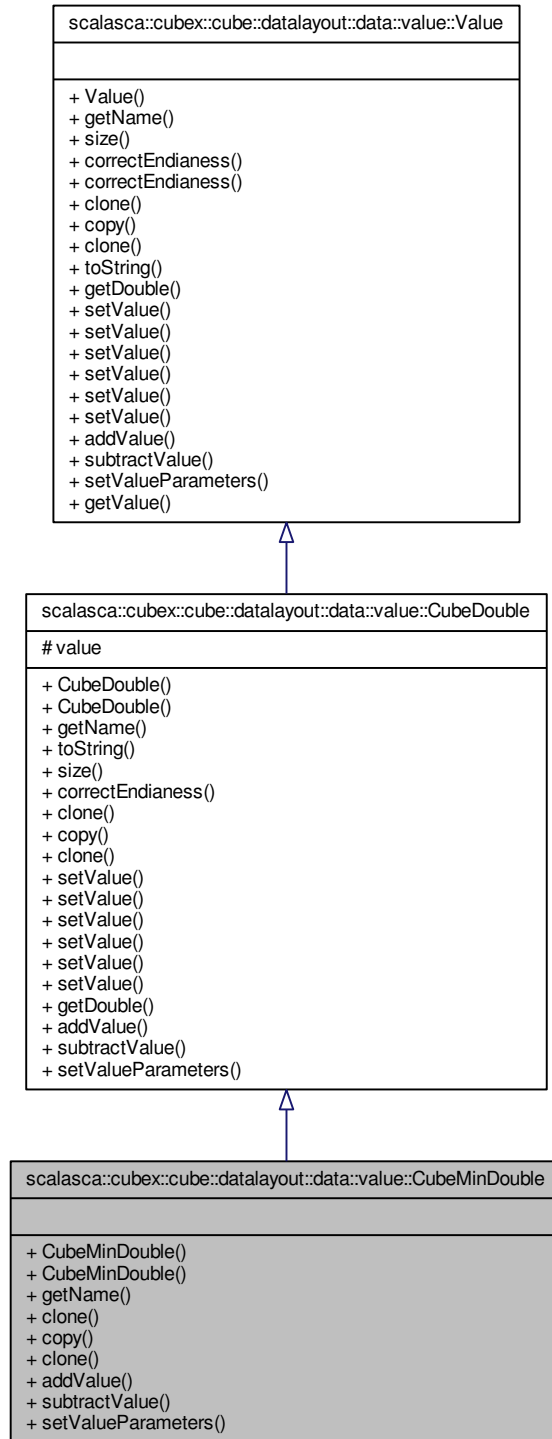 scalasca::cubex::cube::datalayout::data::value::Value
+ Value()
+ getName()
+ size()
+ correctEndianess()
+ correctEndianess()
+ clone()
+ copy()
+ clone()
+ toString()
+ getDouble()
+ setValue()
+ setValue()
+ setValue()
+ setValue()
+ setValue()
+ setValue()
+ addValue()
+ subtractValue()
+ setValueParameters()
+ getValue()
scalasca::cubex::cube::datalayout::data::value::CubeDouble
# value
+ CubeDouble()
+ CubeDouble()
+ getName()
+ toString()
+ size()
+ correctEndianess()
+ clone()
+ copy()
+ clone()
+ setValue()
+ setValue()
+ setValue()
+ setValue()
+ setValue()
+ setValue()
+ getDouble()
+ addValue()
+ subtractValue()
+ setValueParameters()
scalasca::cubex::cube::datalayout::data::value::CubeMinDouble
+ CubeMinDouble()
+ CubeMinDouble()
+ getName()
+ clone()
+ copy()
+ clone()
+ addValue()
+ subtractValue()
+ setValueParameters()